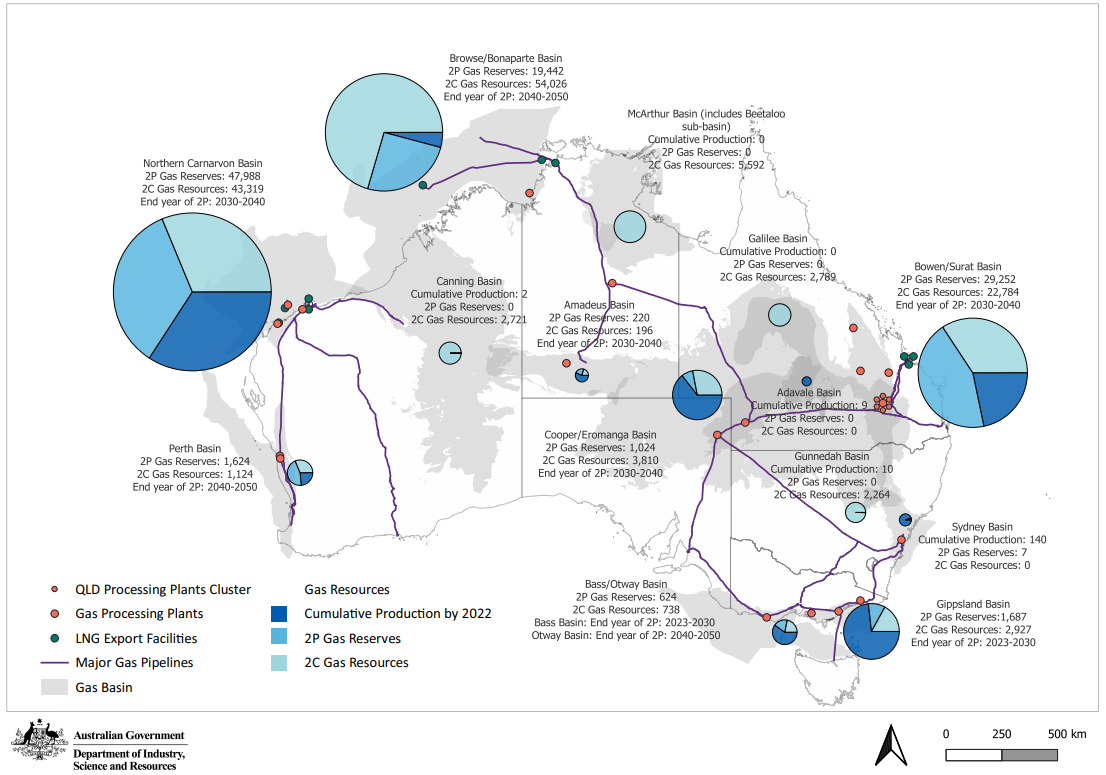 Browse/Bonaparte Basin
2P Gas Reserves: 19,442
2C Gas Resources: 54,026
End year of 2P: 2040-2050
McArthur Basin (includes Beetaloo
sub-basin)
Cumulative Production: 0
2P Gas Reserves: 0
2C Gas Resources: 5,592
Northern Carnarvon Basin
2P Gas Reserves: 47,988
2C Gas Resources: 43,319
End year of 2P: 2030-2040
Galilee Basin
Cumulative Production: 0
2P Gas Reserves: 0
2C Gas Resources: 2,789
Bowen/Surat Basin
2P Gas Reserves: 29,252
2C Gas Resources: 22,784
End year of 2P: 2030-2040
Canning Basin
Cumulative Production: 2
2P Gas Reserves: 0
2C Gas Resources: 2,721
Amadeus Basin
2P Gas Reserves: 220
2C Gas Resources: 196
End year of 2P: 2030-2040
Adavale Basin
Cumulative Production: 9
2P Gas Reserves: 0
2C Gas Resources: 0
Cooper/Eromanga Basin
2P Gas Reserves: 1,024
2C Gas Resources: 3,810
End year of 2P: 2030-2040
Perth Basin
2P Gas Reserves: 1,624
2C Gas Resources: 1,124
End year of 2P: 2040-2050
Gunnedah Basin
Cumulative Production: 10
2P Gas Reserves: 0
2C Gas Resources: 2,264
Sydney Basin
Cumulative Production: 140
2P Gas Reserves: 7
2C Gas Resources: 0
Bass/Otway Basin
2P Gas Reserves: 624
2C Gas Resources: 738
Bass Basin: End year of 2P: 2023-2030
Otway Basin: End year of 2P: 2040-2050
Gippsland Basin
2P Gas Reserves:1,687
2C Gas Resources: 2,927
End year of 2P: 2023-2030
QLD Processing Plants Cluster
Gas Processing Plants
LNG Export Facilities
Major Gas Pipelines
Gas Basin
Gas Resources
Cumulative Production by 2022
2P Gas Reserves
2C Gas Resources
Australian Government
Department of Industry,
Science and Resources
0 250 500 km